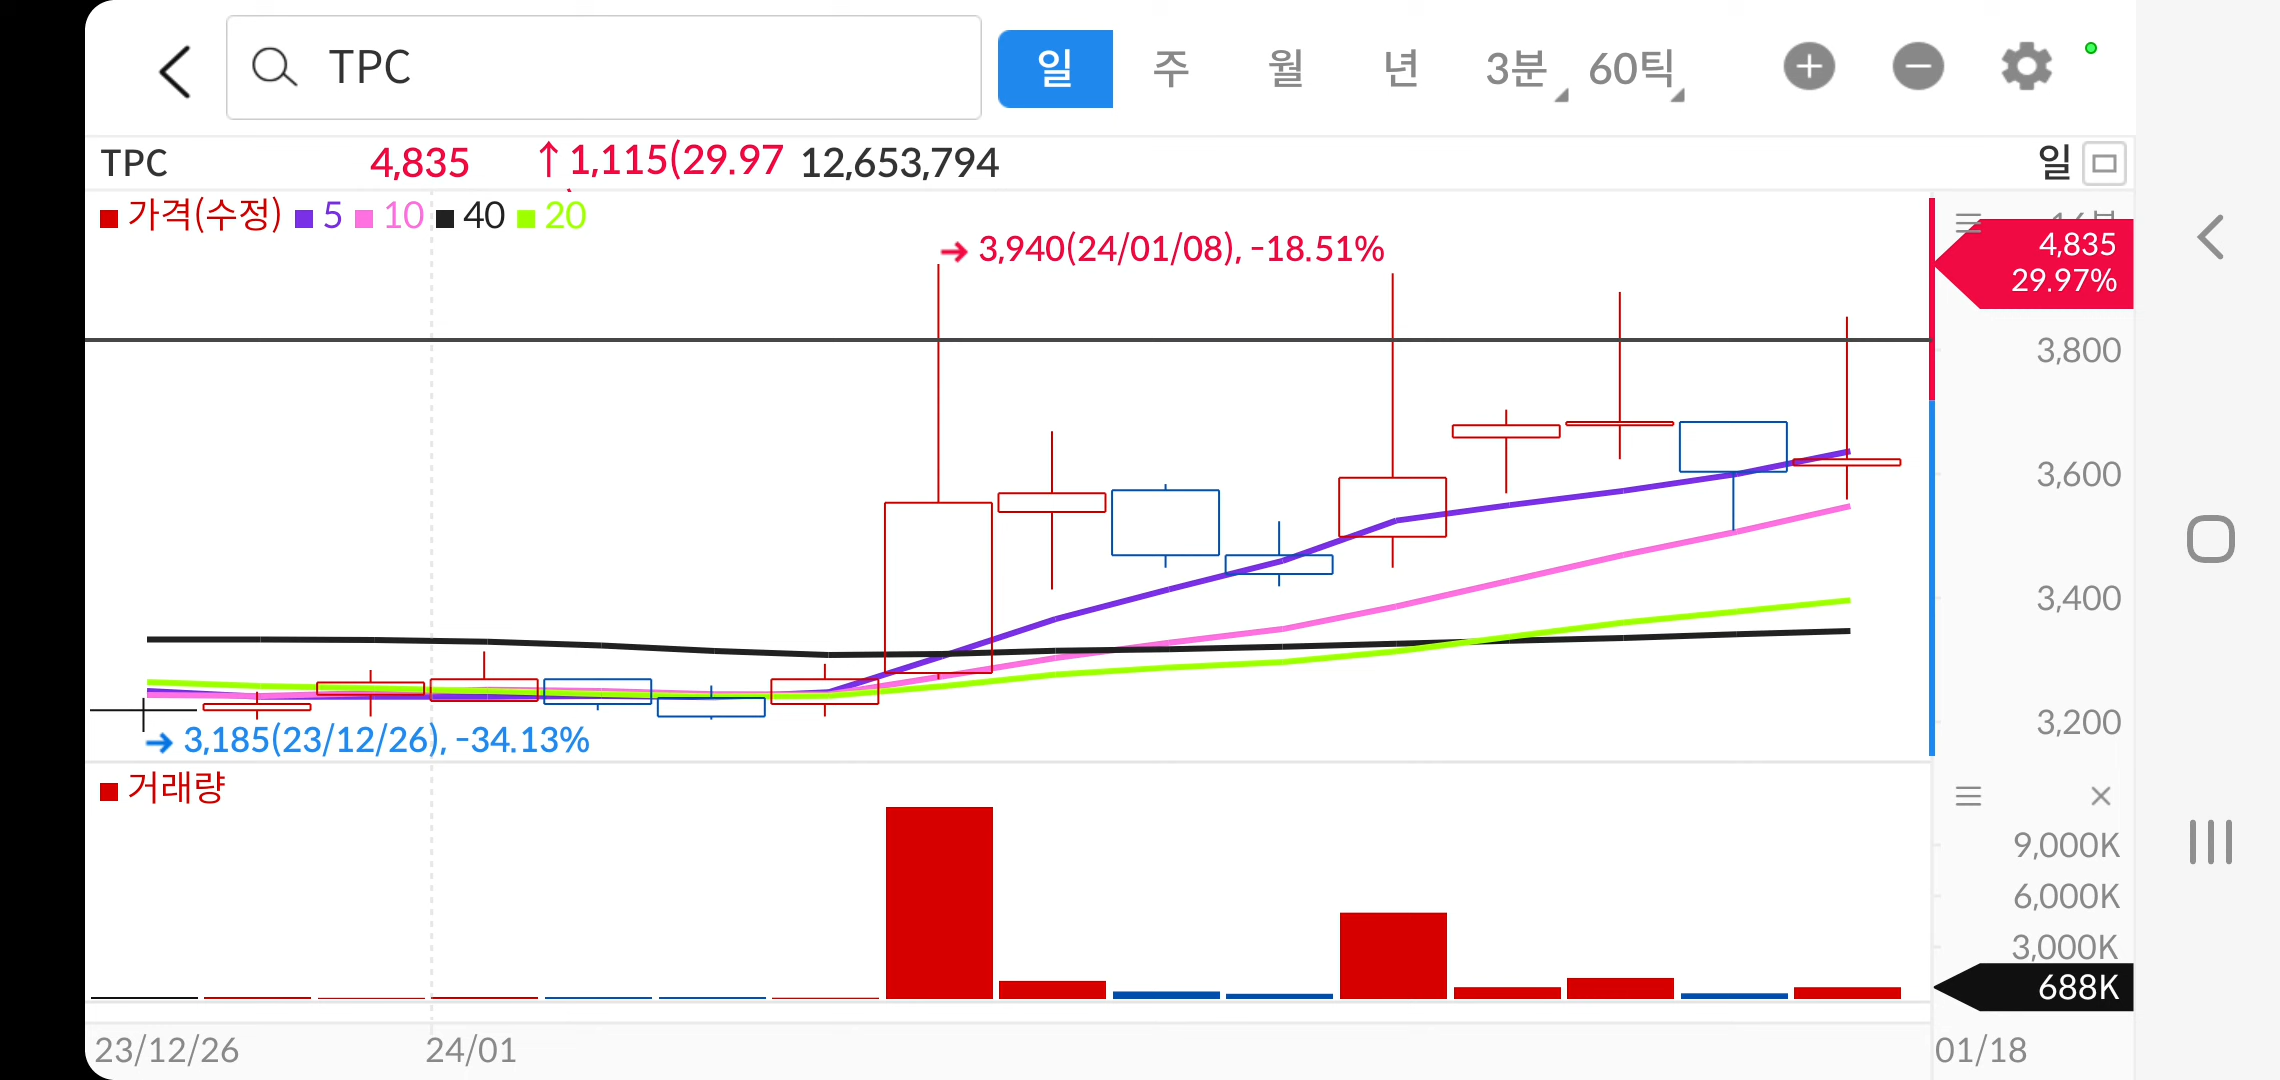 TPC
일 주 월 년 3분 60틱
TPC 4,835 ↑1,115(29.97 12,653,794 일
가격(수정) 5 10 40 20
→ 3,940(24/01/08), -18.51%
4,835
29.97%
3,800
3,600
3,400
3,200
→ 3,185(23/12/26), -34.13%
거래량
9,000K
6,000K
3,000K
688K
23/12/26 24/01 01/18